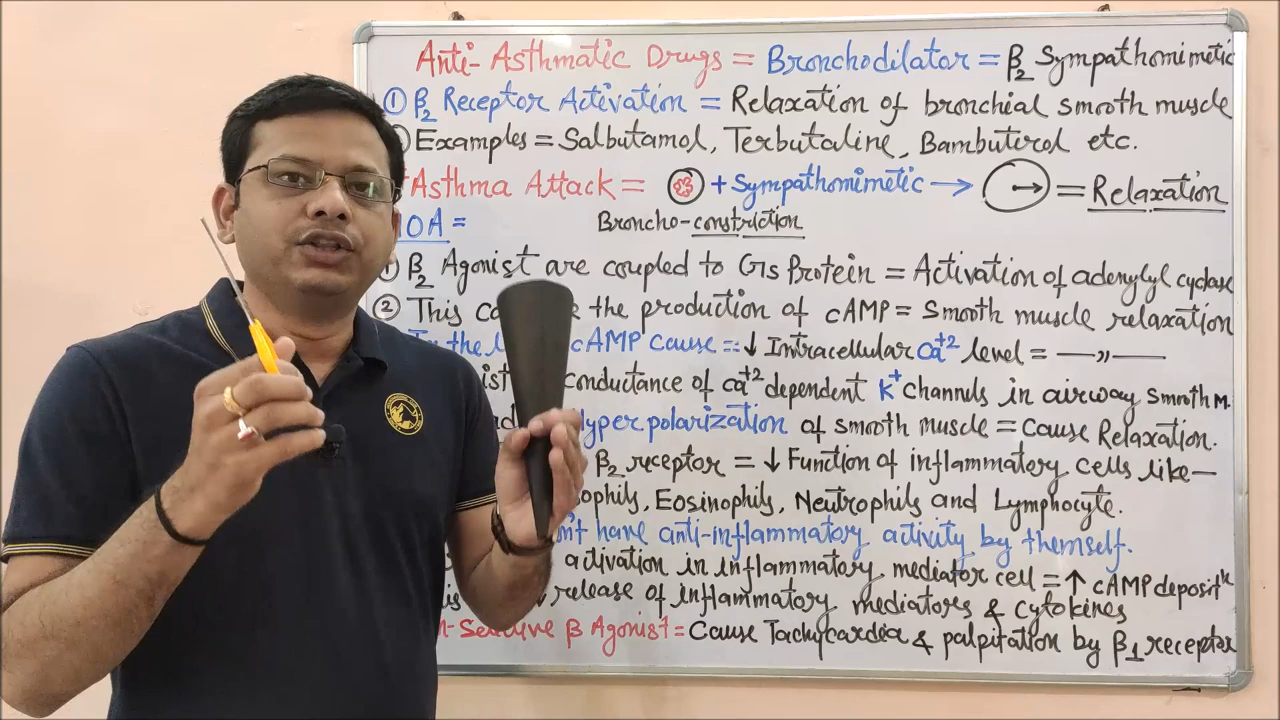 Anti-Asthmatic Drugs = Bronchodilator = β₂ Sympathomimetic
① β₂ Receptor Activation = Relaxation of bronchial smooth muscle
Examples = Salbutamol, Terbutaline, Bambuterol etc.
Asthma Attack = + Sympathomimetic → = Relaxation
Broncho-constriction
OA =
① β₂ Agonist are coupled to Gs Protein = Activation of adenylyl cyclase
② This the production of cAMP = Smooth muscle relaxation
In the cAMP cause = ↓ Intracellular Ca⁺² level = —〃—
conductance of Ca⁺² dependent K⁺ Channels in airway smooth M.
Hyperpolarization of smooth muscle = Cause Relaxation.
β₂ receptor = ↓ Function of inflammatory cells like—
Eosinophils, Neutrophils and Lymphocyte.
have anti-inflammatory activity by themself.
activation in inflammatory mediator cell = ↑ cAMP
release of inflammatory mediators & cytokines
β Agonist = Cause Tachycardia & palpitation by β₁ receptor